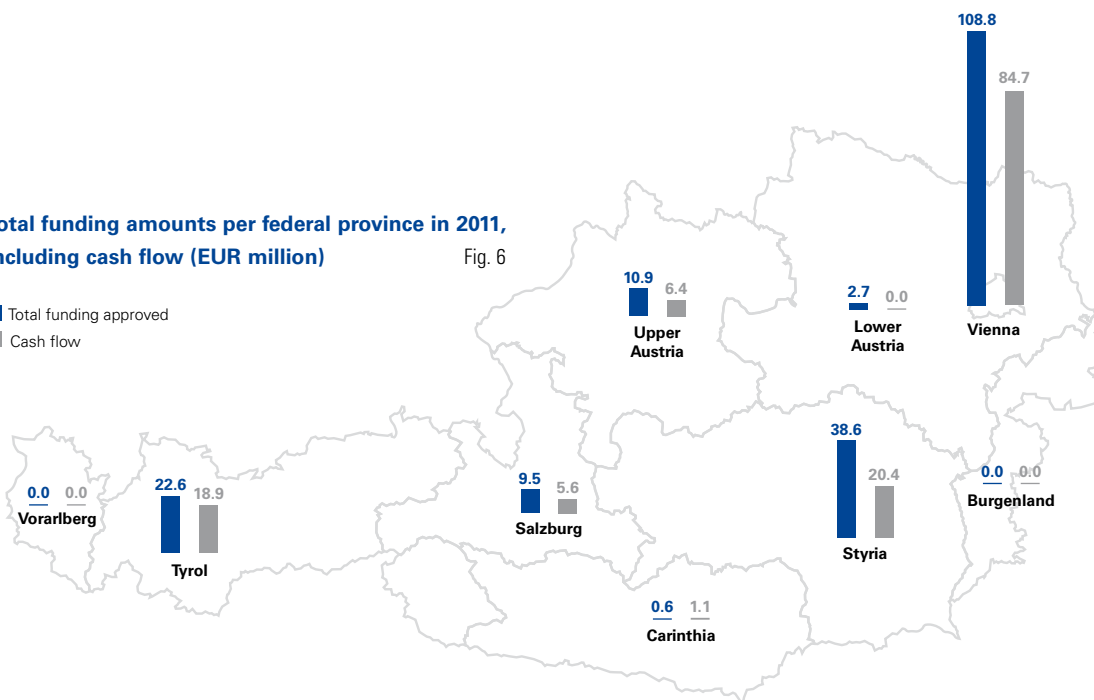 otal funding amounts per federal province in 2011,
ncluding cash flow (EUR million)
Fig. 6
Total funding approved
Cash flow
108.8
84.7
Vienna
10.9
6.4
Upper
Austria
2.7
0.0
Lower
Austria
38.6
20.4
Styria
0.0
0.0
Burgenland
0.0
0.0
Vorarlberg
22.6
18.9
Tyrol
9.5
5.6
Salzburg
0.6
1.1
Carinthia